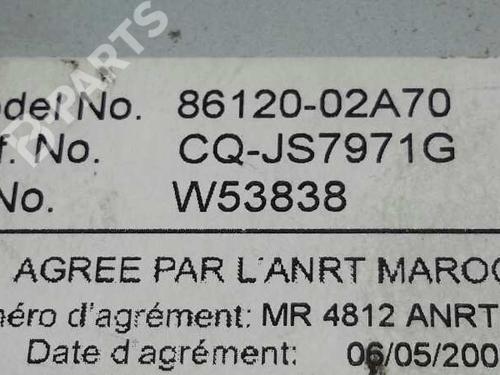 B PARTS
odel No. 86120-02A70
f. No. CQ-JS7971G
No. W53838
AGREE PAR L'ANRT MAROC
néro d'agrément: MR 4812 ANRT
Date d'agrément: 06/05/200